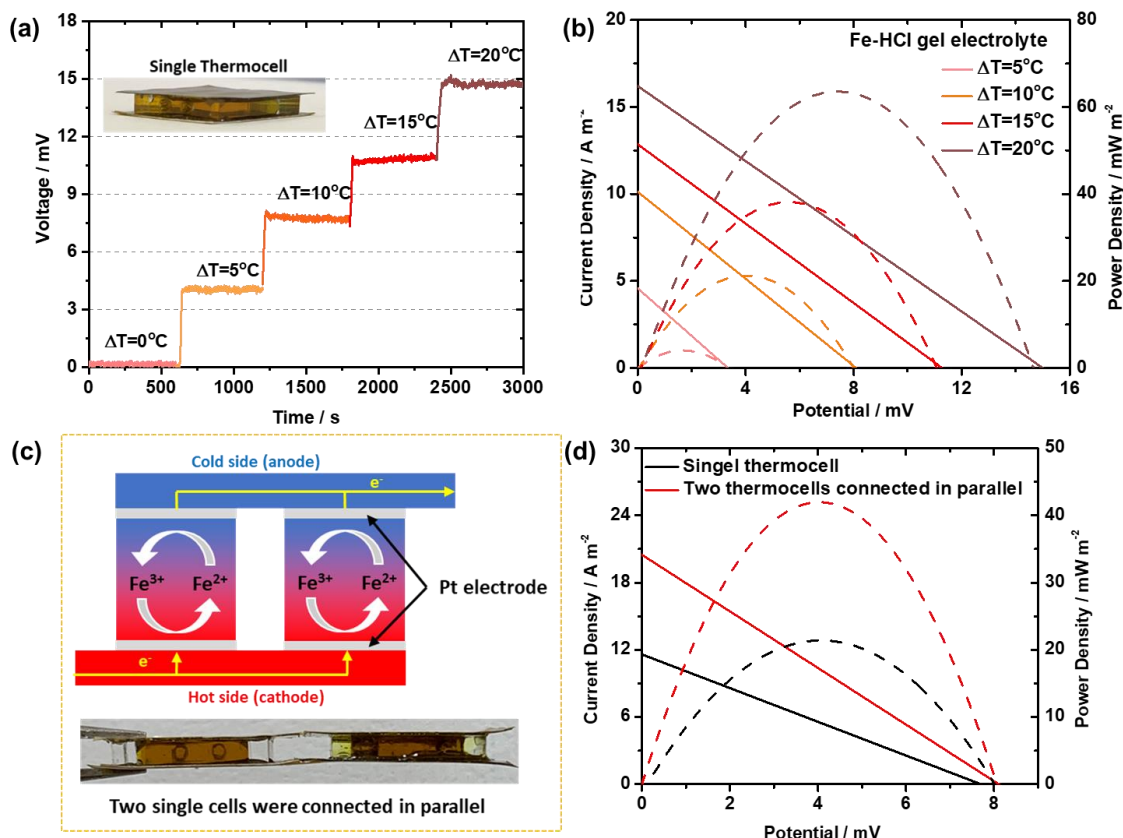 (a)
Voltage / mV
18
15
12
9
6
3
0
Single Thermocell
ΔT=0°C
ΔT=5°C
ΔT=10°C
ΔT=15°C
ΔT=20°C
0 500 1000 1500 2000 2500 3000
Time / s
(b)
Current Density / A m⁻²
20
15
10
5
0
Fe-HCl gel electrolyte
ΔT=5°C
ΔT=10°C
ΔT=15°C
ΔT=20°C
80
60
40
20
0
Power Density / mW m⁻²
0 4 8 12 16
Potential / mV
(c)
Cold side (anode)
e⁻
Fe³⁺ Fe²⁺ Fe³⁺ Fe²⁺
Pt electrode
e⁻
Hot side (cathode)
Two single cells were connected in parallel
(d)
Current Density / A m⁻²
30
24
18
12
6
0
Singel thermocell
Two thermocells connected in parallel
50
40
30
20
10
0
Power Density / mW m⁻²
0 2 4 6 8
Potential / mV